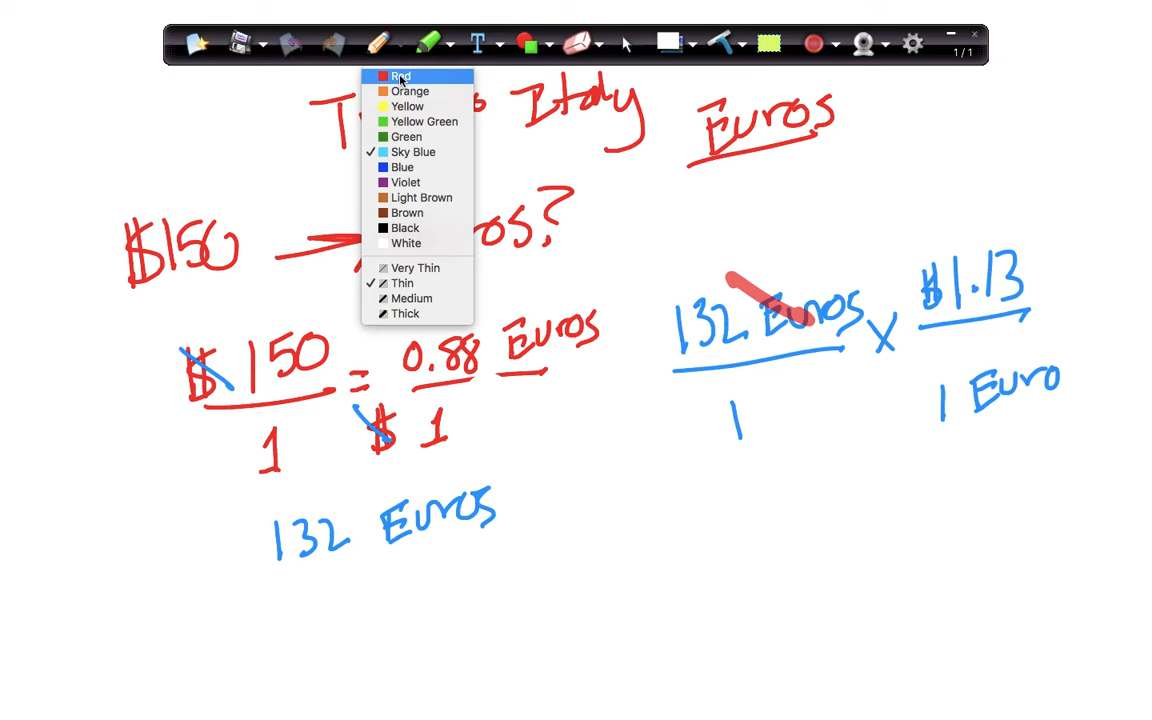 1/1
Red
Orange
Yellow
Yellow Green
Green
Sky Blue
Blue
Violet
Light Brown
Brown
Black
White
Very Thin
Thin
Medium
Thick
Italy Euros
$150
$150 = 0.88 Euros
1 $ 1
132 Euros
132 Euros x $1.13
1 1 Euro